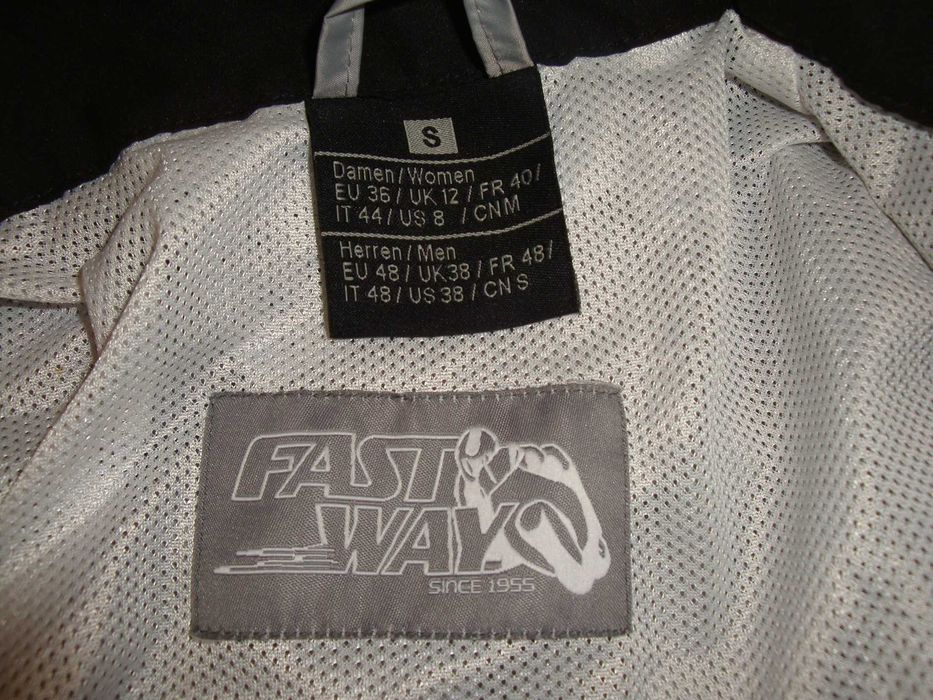 S
Damen/Women
EU 36 / UK 12 / FR 40/
IT 44 / US 8 / CN M
Herren / Men
EU 48 / UK 38 / FR 48/
IT 48 / US 38 / CN S
FAST
WAY
SINCE 1955